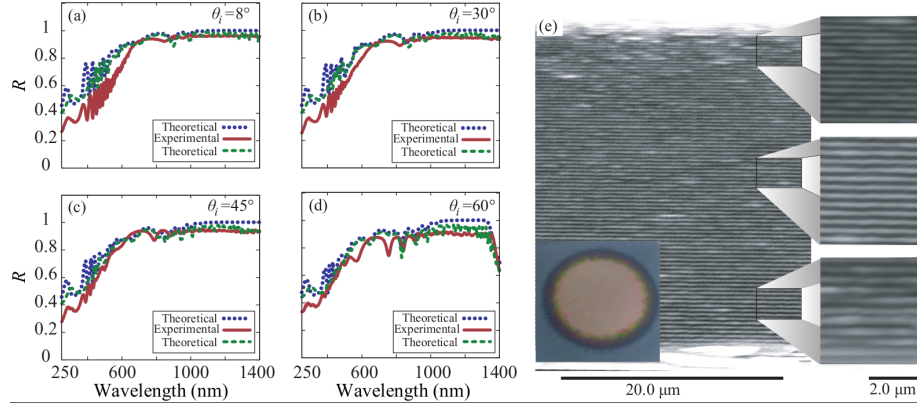 (a) θi=8°
1
0.8
0.6
0.4
0.2
0
R
Theoretical
Experimental
Theoretical
(b) θi=30°
Theoretical
Experimental
Theoretical
(c) θi=45°
1
0.8
0.6
0.4
0.2
0
R
Theoretical
Experimental
Theoretical
250 600 1000 1400
Wavelength (nm)
(d) θi=60°
Theoretical
Experimental
Theoretical
250 600 1000 1400
Wavelength (nm)
(e)
20.0 μm
2.0 μm